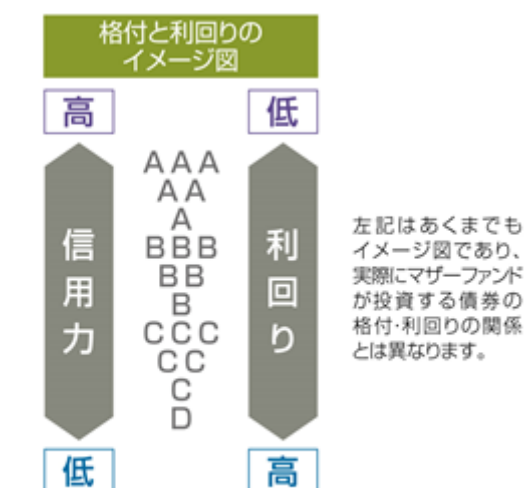 格付と利回りの
イメージ図
高
低
信用力
AAA
AA
A
BBB
BB
B
CCC
CC
C
D
利回り
低
高
左記はあくまでも
イメージ図であり、
実際にマザーファンド
が投資する債券の
格付・利回りの関係
とは異なります。